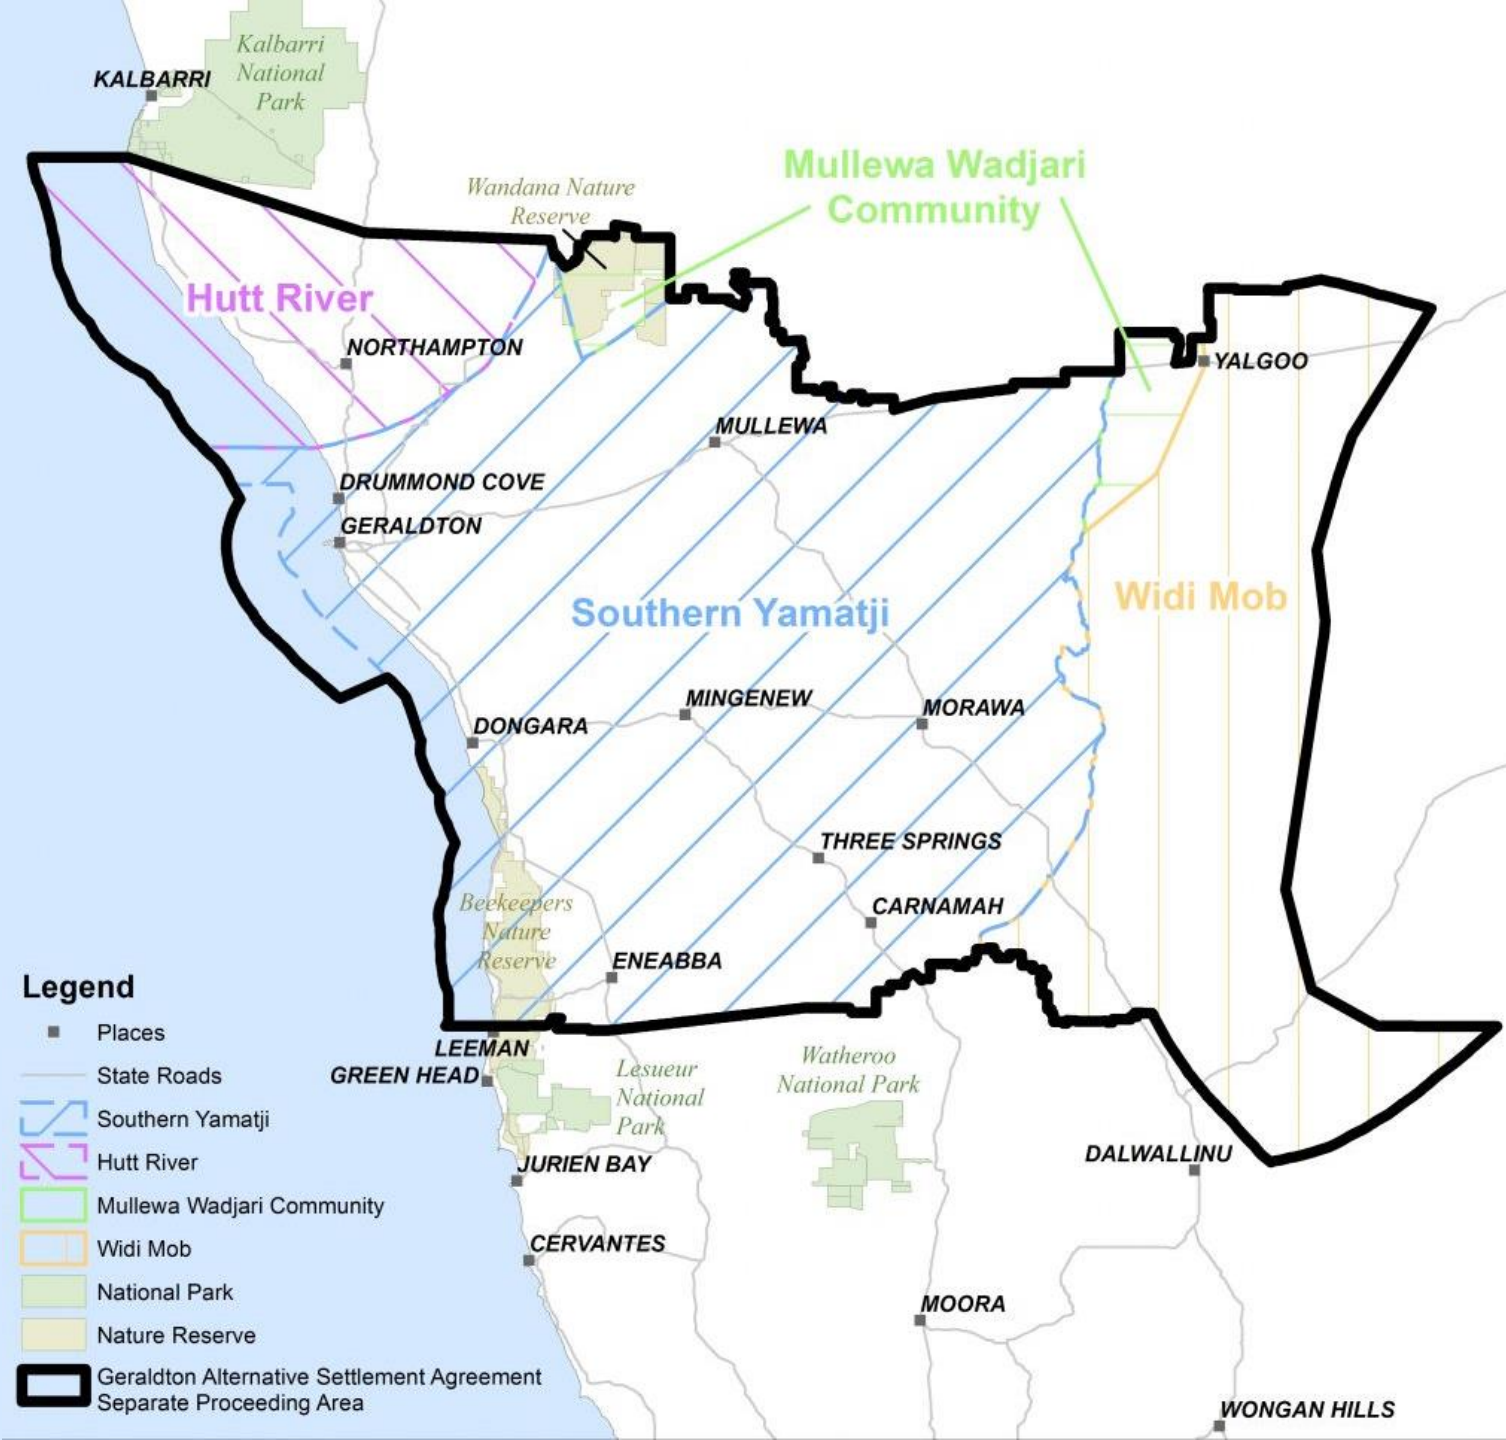 Kalbarri
National
Park
KALBARRI
Mullewa Wadjari
Community
Wandana Nature
Reserve
Hutt River
NORTHAMPTON
YALGOO
MULLEWA
DRUMMOND COVE
GERALDTON
Southern Yamatji
Widi Mob
MINGENEW
MORAWA
DONGARA
THREE SPRINGS
CARNAMAH
Beekeepers
Nature
Reserve
ENEABBA
LEEMAN
GREEN HEAD
Lesueur
National
Park
Watheroo
National Park
DALWALLINU
JURIEN BAY
CERVANTES
MOORA
WONGAN HILLS
Legend
Places
State Roads
Southern Yamatji
Hutt River
Mullewa Wadjari Community
Widi Mob
National Park
Nature Reserve
Geraldton Alternative Settlement Agreement
Separate Proceeding Area